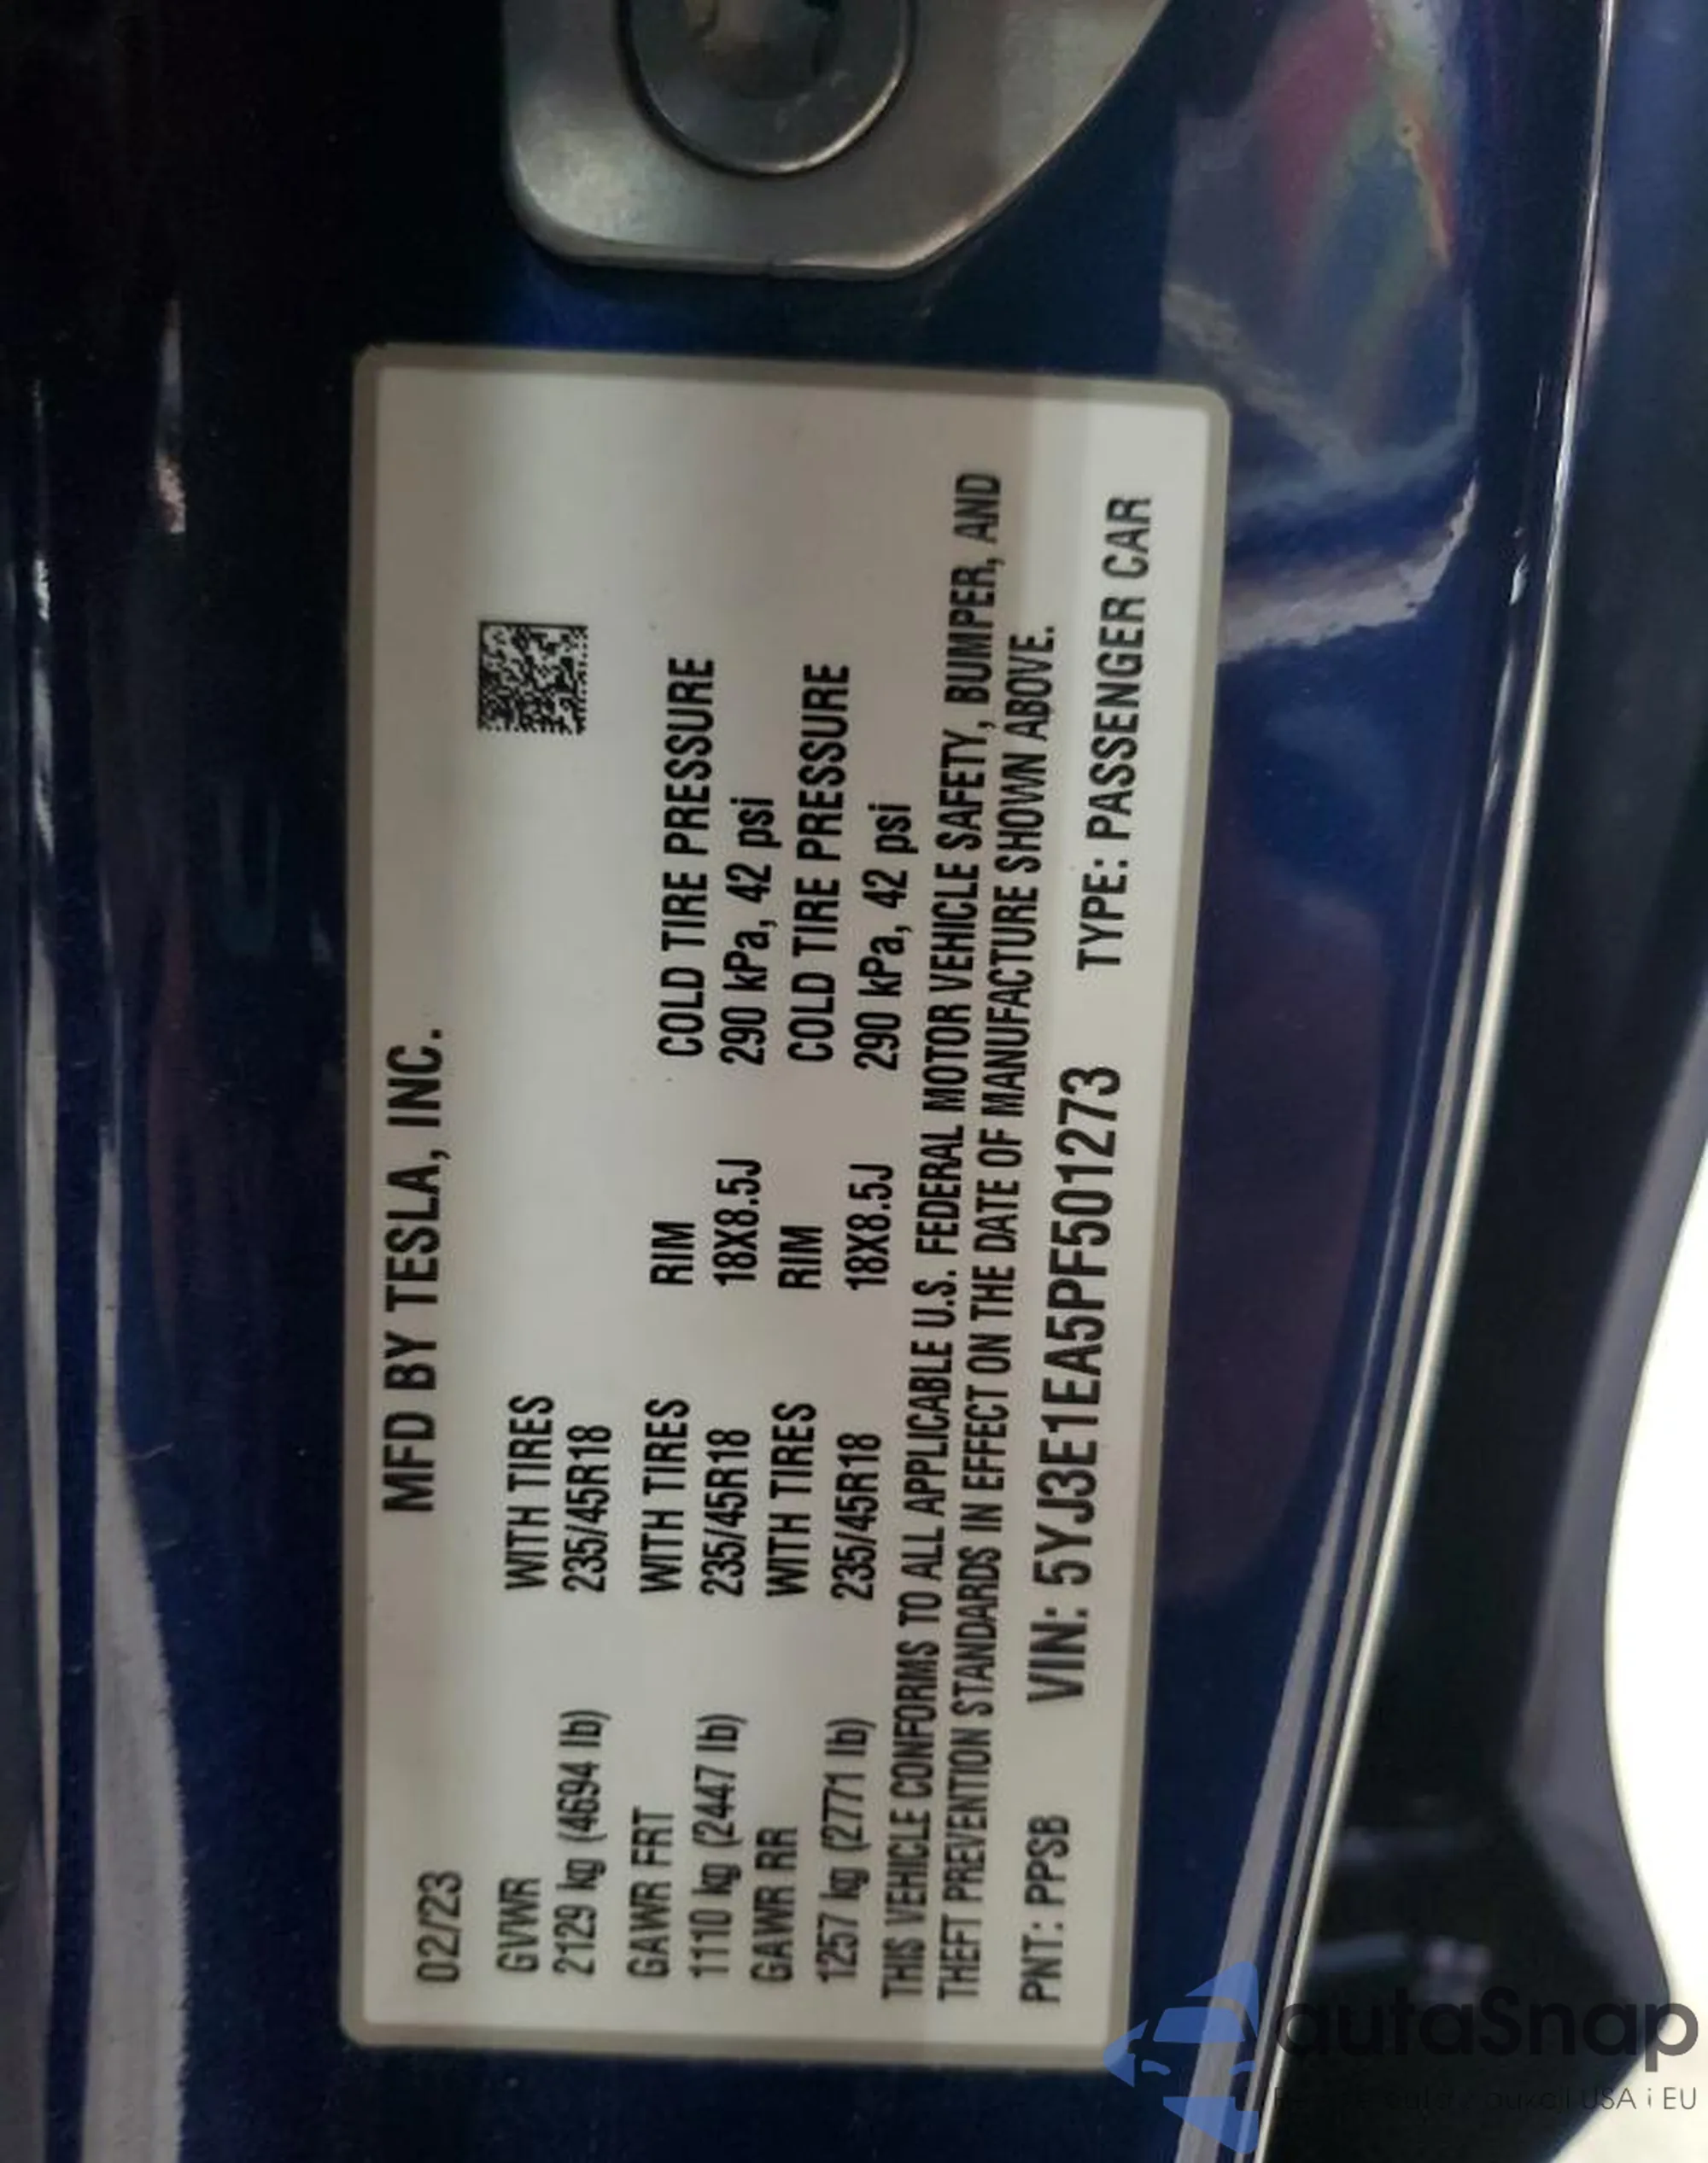 02/23 MFD BY TESLA, INC.
GVWR WITH TIRES
2129 kg (4694 lb) 235/45R18
GAWR FRT WITH TIRES RIM COLD TIRE PRESSURE
1110 kg (2447 lb) 235/45R18 18X8.5J 290 kPa, 42 psi
GAWR RR WITH TIRES RIM COLD TIRE PRESSURE
1257 kg (2771 lb) 235/45R18 18X8.5J 290 kPa, 42 psi
THIS VEHICLE CONFORMS TO ALL APPLICABLE U.S. FEDERAL MOTOR VEHICLE SAFETY, BUMPER, AND
THEFT PREVENTION STANDARDS IN EFFECT ON THE DATE OF MANUFACTURE SHOWN ABOVE.
PNT: PPSB VIN: 5YJ3E1EA5PF501273 TYPE: PASSENGER CAR
autaSnap
USA i EU